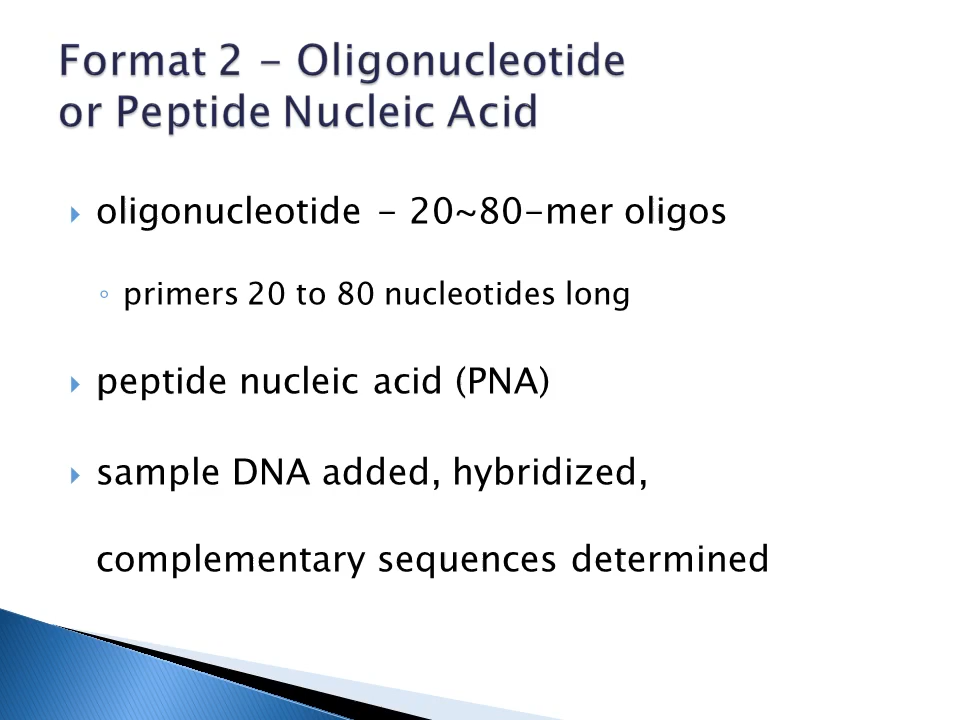 Format 2 - Oligonucleotide
or Peptide Nucleic Acid
oligonucleotide - 20~80-mer oligos
primers 20 to 80 nucleotides long
peptide nucleic acid (PNA)
sample DNA added, hybridized,
complementary sequences determined